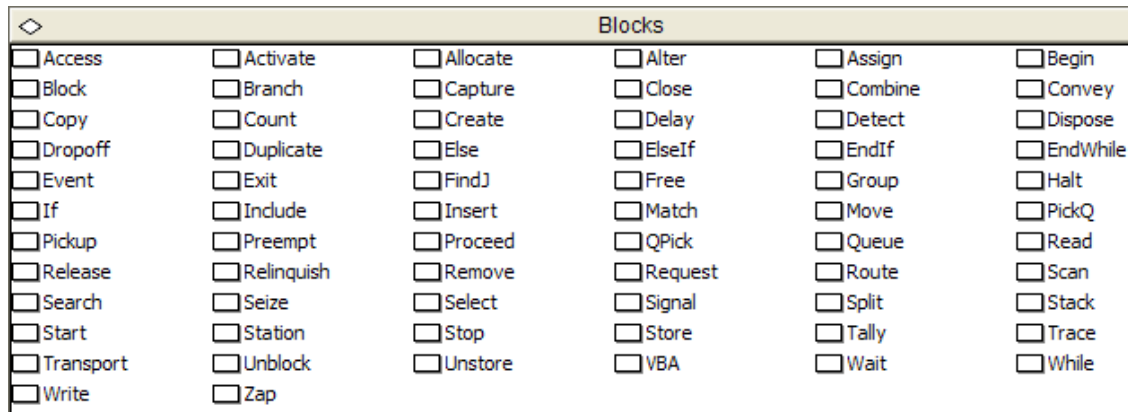 Blocks
Access Activate Allocate Alter Assign Begin
Block Branch Capture Close Combine Convey
Copy Count Create Delay Detect Dispose
Dropoff Duplicate Else ElseIf EndIf EndWhile
Event Exit FindJ Free Group Halt
If Include Insert Match Move PickQ
Pickup Preempt Proceed QPick Queue Read
Release Relinquish Remove Request Route Scan
Search Seize Select Signal Split Stack
Start Station Stop Store Tally Trace
Transport Unblock Unstore VBA Wait While
Write Zap